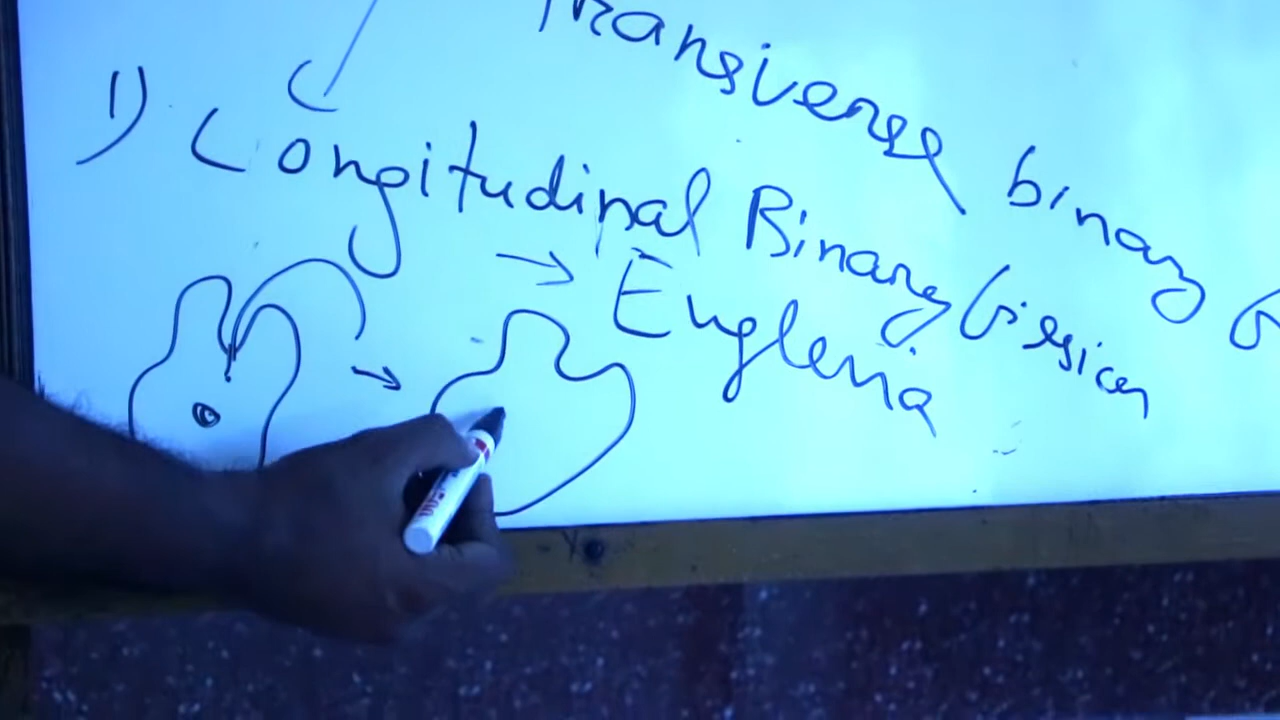 Transverse binary
1) Longitudinal Binary fission
→ Euglena